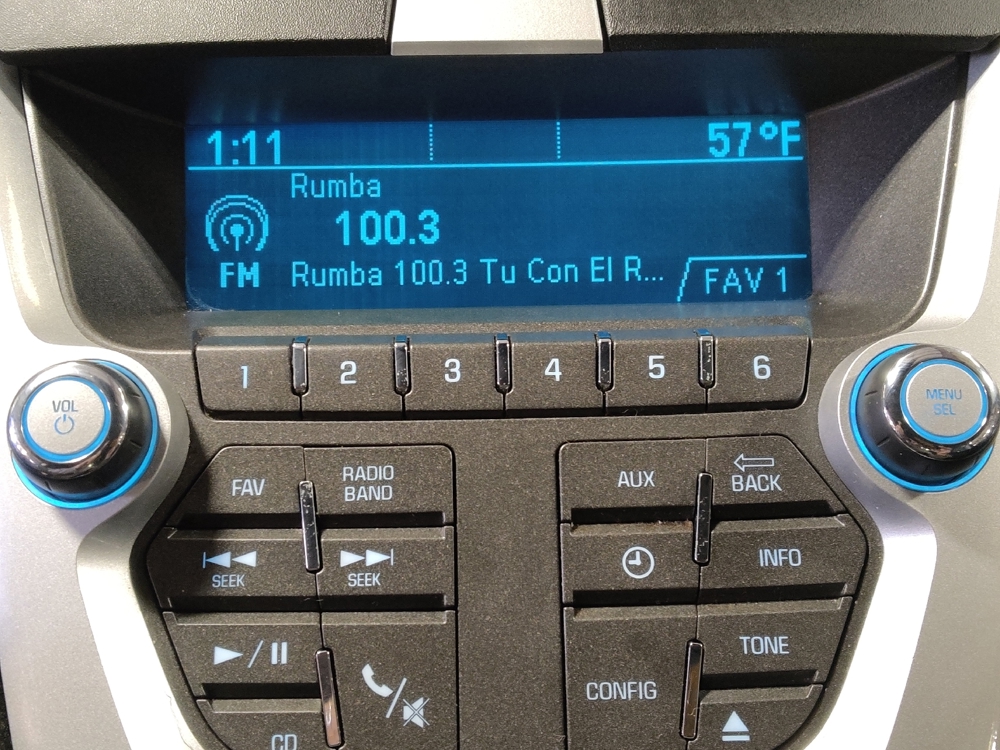 1:11 57°F
Rumba
100.3
FM Rumba 100.3 Tu Con El R... FAV 1
1 2 3 4 5 6
VOL
MENU
SEL
FAV RADIO
BAND
AUX BACK
SEEK SEEK
INFO
TONE
CONFIG
CD